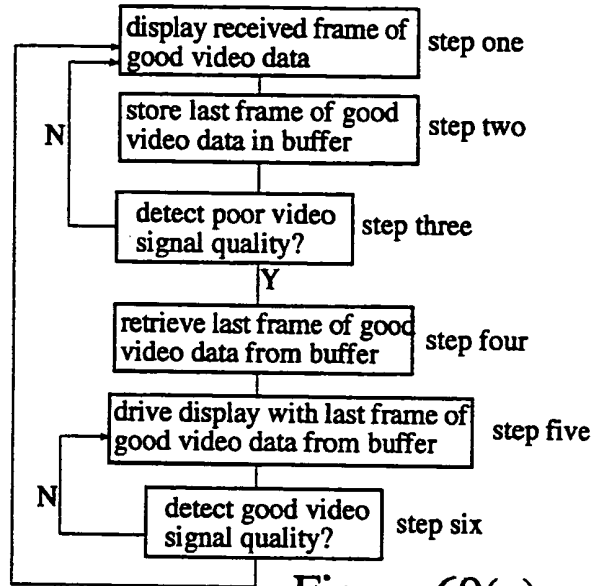 display received frame of
good video data
step one
store last frame of good
video data in buffer
step two
N
detect poor video
signal quality?
step three
Y
retrieve last frame of good
video data from buffer
step four
drive display with last frame of
good video data from buffer
step five
N
detect good video
signal quality?
step six